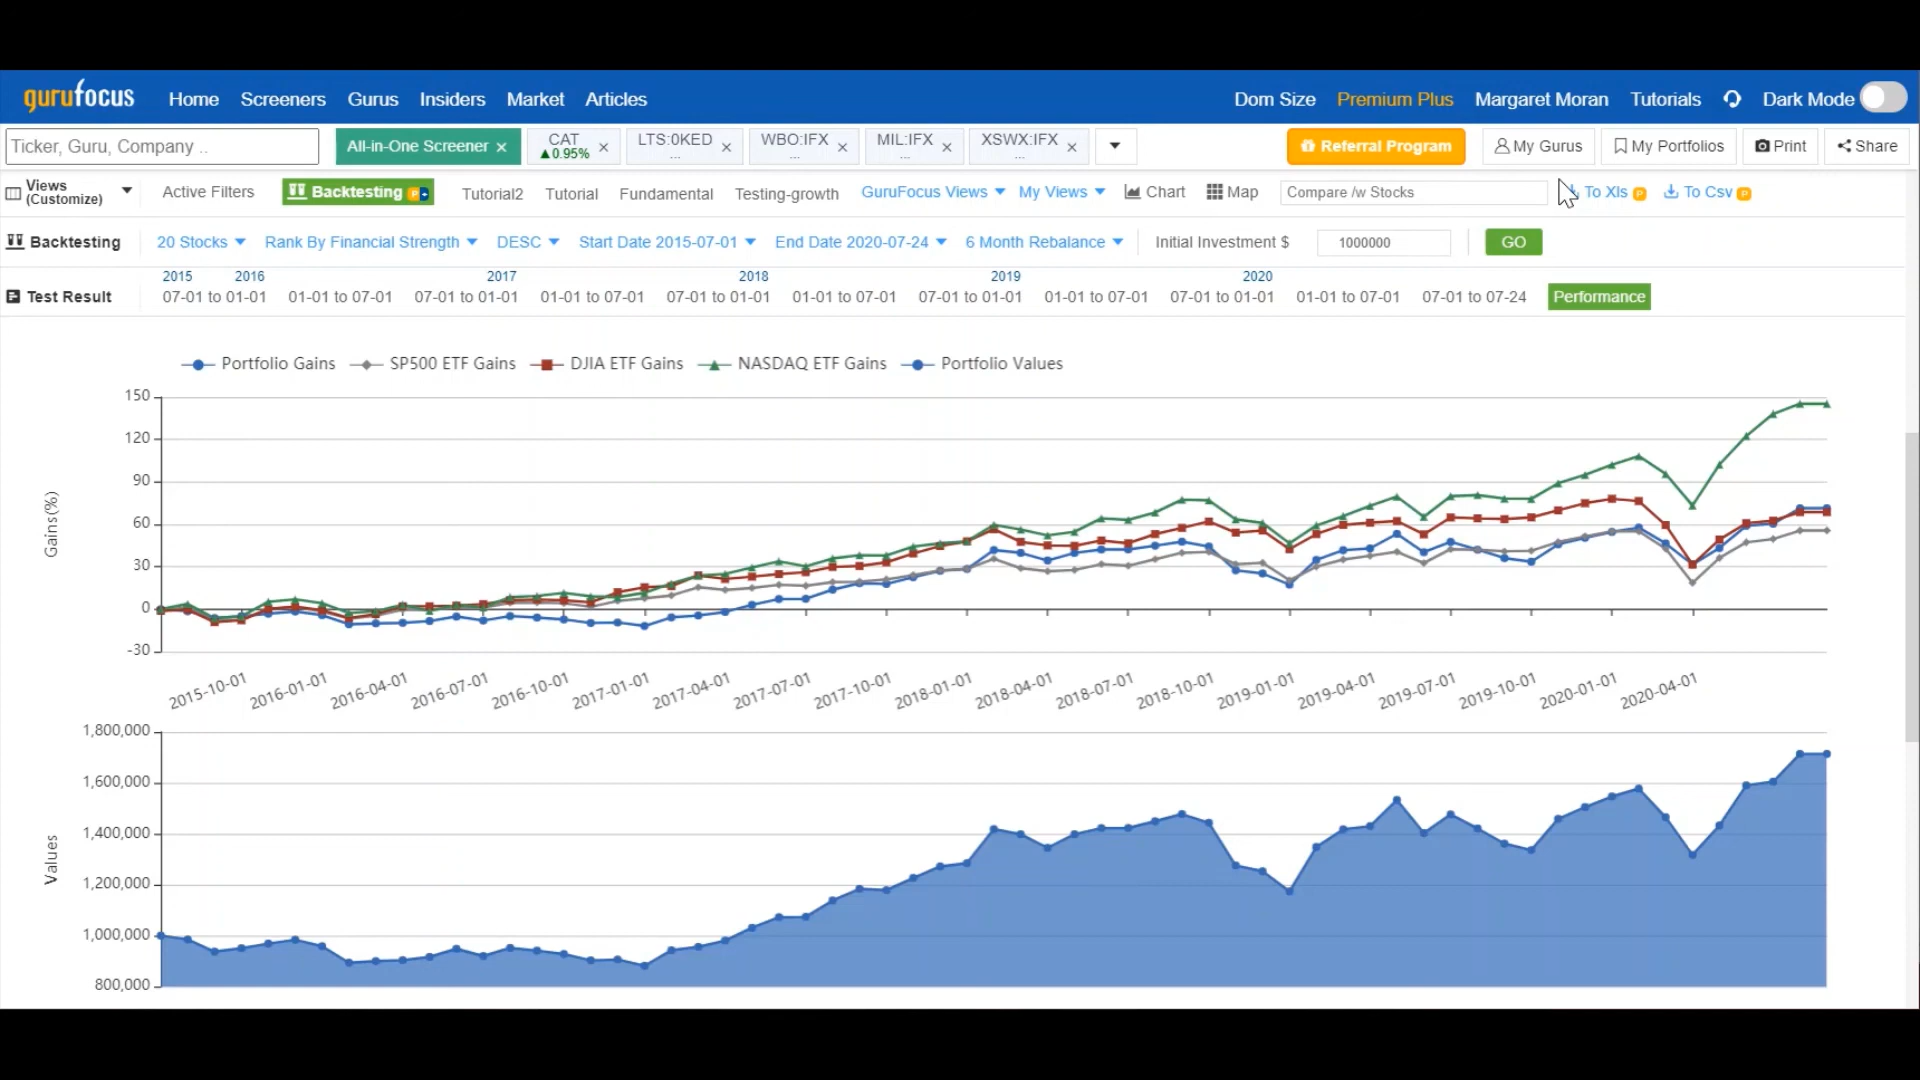 gurufocus Home Screeners Gurus Insiders Market Articles Dom Size Premium Plus Margaret Moran Tutorials Dark Mode
Ticker, Guru, Company .. All-in-One Screener × CAT ▲0.95% × LTS:0KED ... × WBO:IFX ... × MIL:IFX ... × XSWX:IFX ... × Referral Program My Gurus My Portfolios Print Share
Views (Customize) Active Filters Backtesting P + Tutorial2 Tutorial Fundamental Testing-growth GuruFocus Views My Views Chart Map Compare /w Stocks To Xls P To Csv P
Backtesting 20 Stocks Rank By Financial Strength DESC Start Date 2015-07-01 End Date 2020-07-24 6 Month Rebalance Initial Investment $ 1000000 GO
2015 2016 2017 2018 2019 2020
Test Result 07-01 to 01-01 01-01 to 07-01 07-01 to 01-01 01-01 to 07-01 07-01 to 01-01 01-01 to 07-01 07-01 to 01-01 01-01 to 07-01 07-01 to 01-01 01-01 to 07-01 07-01 to 07-24 Performance
Portfolio Gains SP500 ETF Gains DJIA ETF Gains NASDAQ ETF Gains Portfolio Values
150
120
90
60
30
0
-30
Gains(%)
2015-10-01 2016-01-01 2016-04-01 2016-07-01 2016-10-01 2017-01-01 2017-04-01 2017-07-01 2017-10-01 2018-01-01 2018-04-01 2018-07-01 2018-10-01 2019-01-01 2019-04-01 2019-07-01 2019-10-01 2020-01-01 2020-04-01
1,800,000
1,600,000
1,400,000
1,200,000
1,000,000
800,000
Values